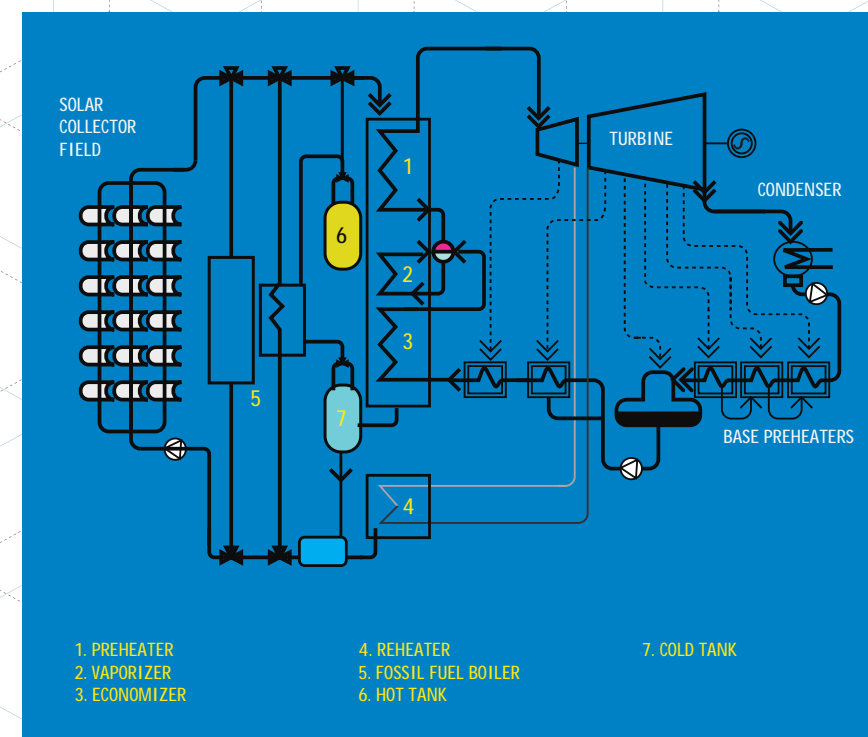 SOLAR
COLLECTOR
FIELD
TURBINE
CONDENSER
1
6
2
3
5
7
4
BASE PREHEATERS
1. PREHEATER
2. VAPORIZER
3. ECONOMIZER
4. REHEATER
5. FOSSIL FUEL BOILER
6. HOT TANK
7. COLD TANK